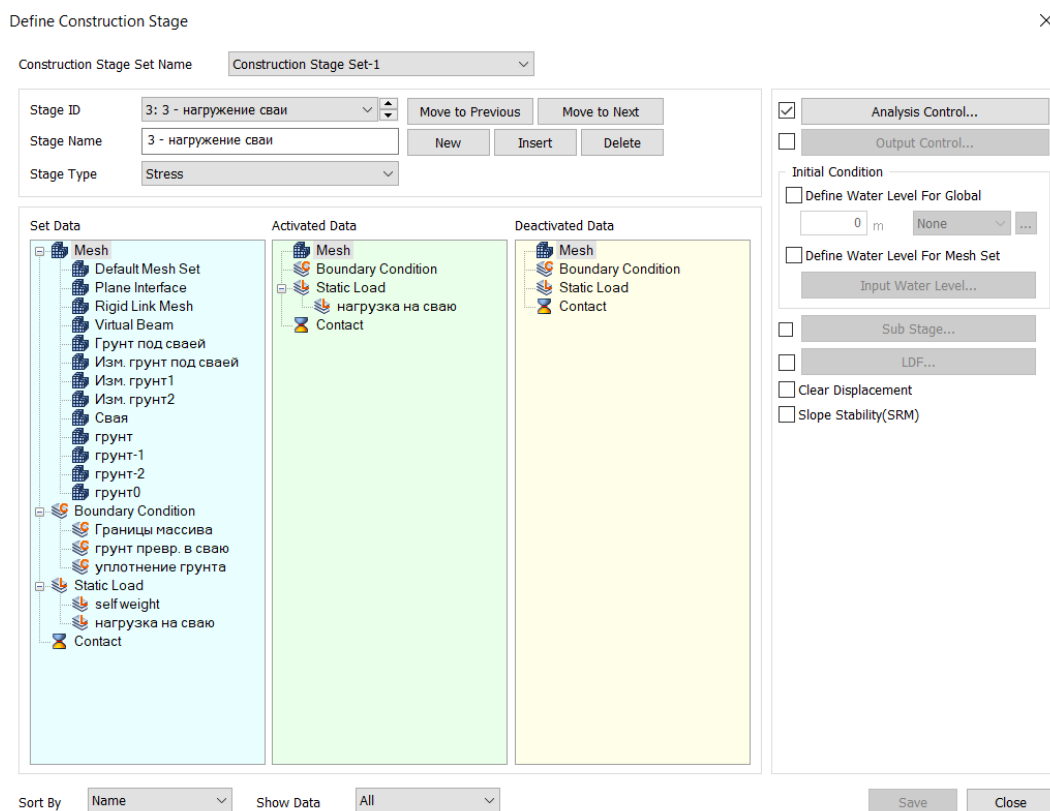 Define Construction Stage
Construction Stage Set Name
Construction Stage Set-1
Stage ID
3: 3 - нагружение сваи
Move to Previous
Move to Next
Stage Name
3 - нагружение сваи
New
Insert
Delete
Stage Type
Stress
Set Data
Mesh
Default Mesh Set
Plane Interface
Rigid Link Mesh
Virtual Beam
Грунт под сваей
Изм. грунт под сваей
Изм. грунт1
Изм. грунт2
Свая
грунт
грунт-1
грунт-2
грунт0
Boundary Condition
Границы массива
грунт превр. в сваю
уплотнение грунта
Static Load
self weight
нагрузка на сваю
Contact
Activated Data
Mesh
Boundary Condition
Static Load
нагрузка на сваю
Contact
Deactivated Data
Mesh
Boundary Condition
Static Load
Contact
Analysis Control...
Output Control...
Initial Condition
Define Water Level For Global
0 m
None
...
Define Water Level For Mesh Set
Input Water Level...
Sub Stage...
LDF...
Clear Displacement
Slope Stability(SRM)
Sort By
Name
Show Data
All
Save
Close